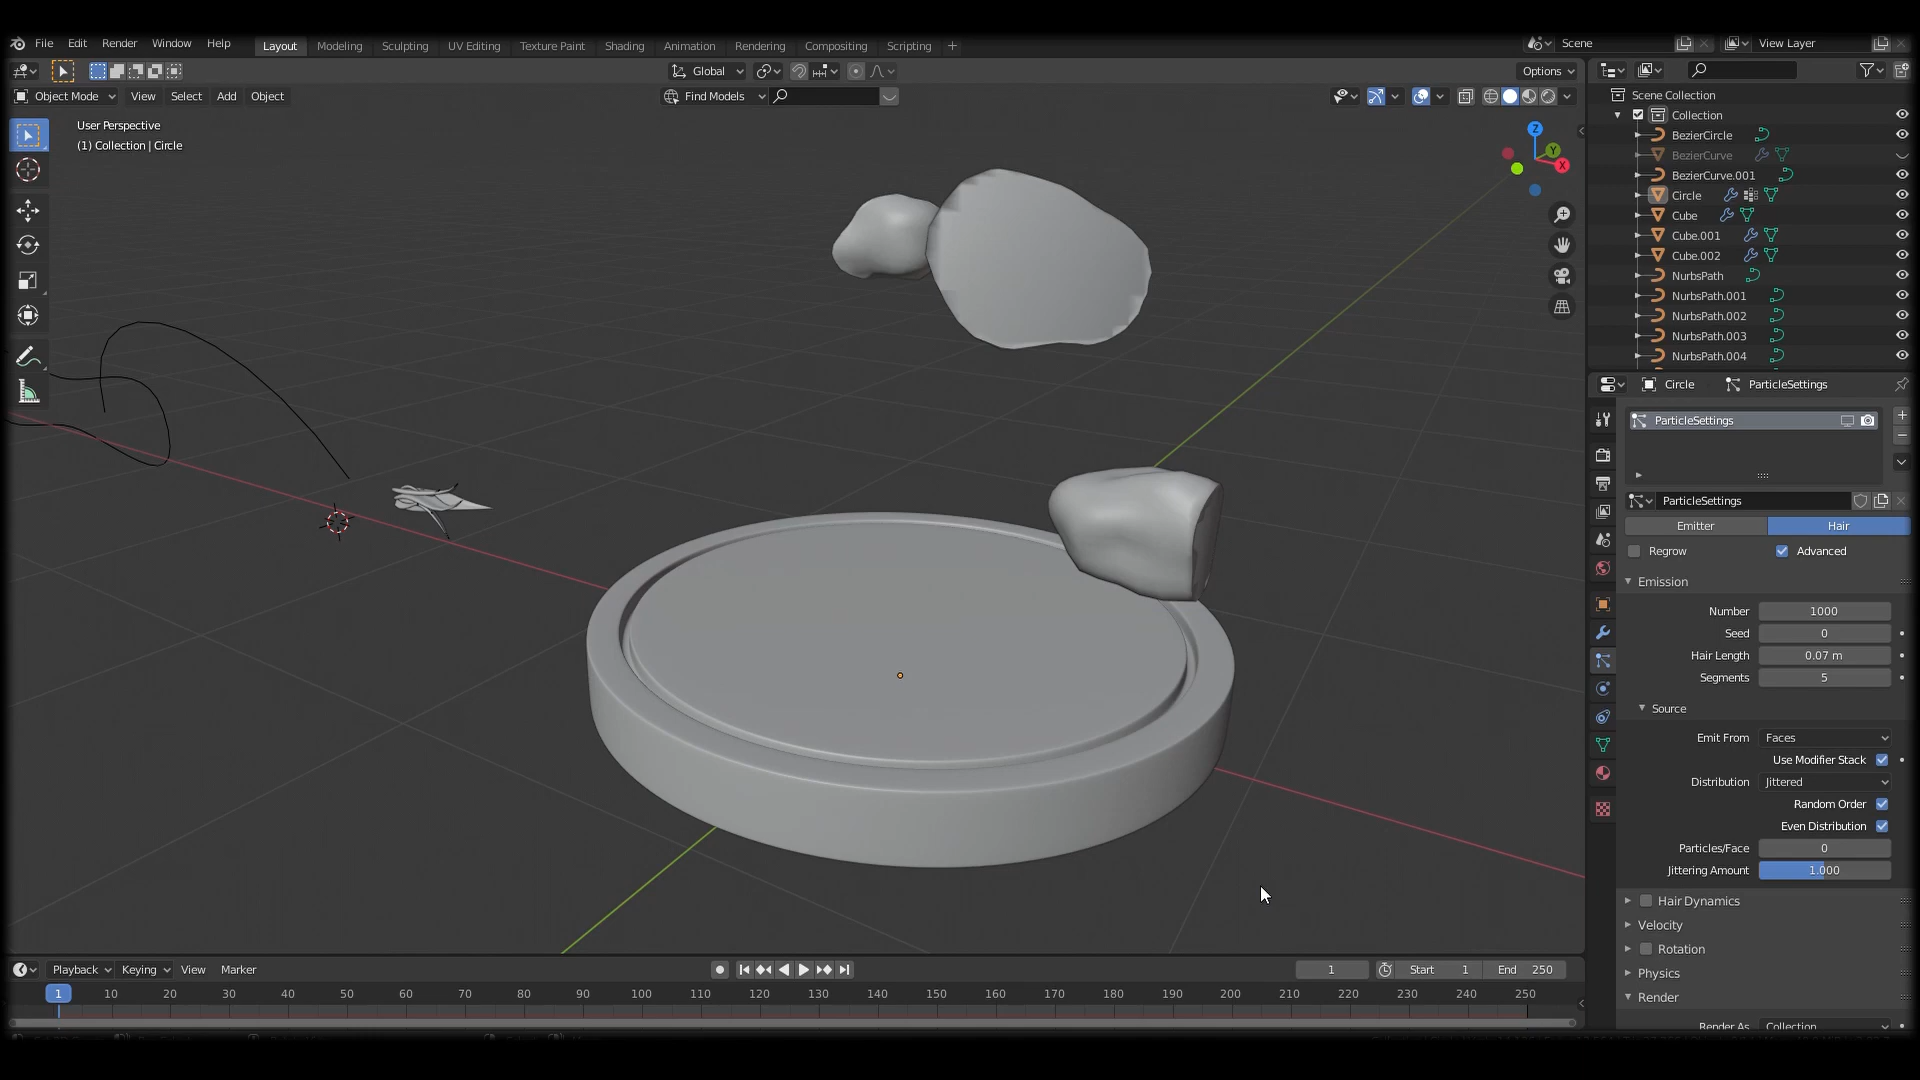 File Edit Render Window Help Layout Modeling Sculpting UV Editing Texture Paint Shading Animation Rendering Compositing Scripting + Scene View Layer
Global Options
Object Mode View Select Add Object Find Models
User Perspective
(1) Collection | Circle
Z
Y
X
Scene Collection
Collection
BezierCircle
BezierCurve
BezierCurve.001
Circle
Cube
Cube.001
Cube.002
NurbsPath
NurbsPath.001
NurbsPath.002
NurbsPath.003
NurbsPath.004
Circle ParticleSettings
ParticleSettings
ParticleSettings
Emitter Hair
Regrow Advanced
Emission
Number 1000
Seed 0
Hair Length 0.07 m
Segments 5
Source
Emit From Faces
Use Modifier Stack
Distribution Jittered
Random Order
Even Distribution
Particles/Face 0
Jittering Amount 1.000
Hair Dynamics
Velocity
Rotation
Physics
Render
Render As Collection
Playback Keying View Marker 1 Start 1 End 250
1 10 20 30 40 50 60 70 80 90 100 110 120 130 140 150 160 170 180 190 200 210 220 230 240 250